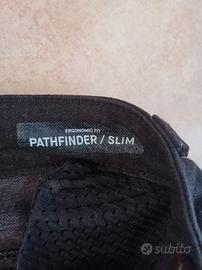 ERGONOMIC FIT
PATHFINDER / SLIM
subito